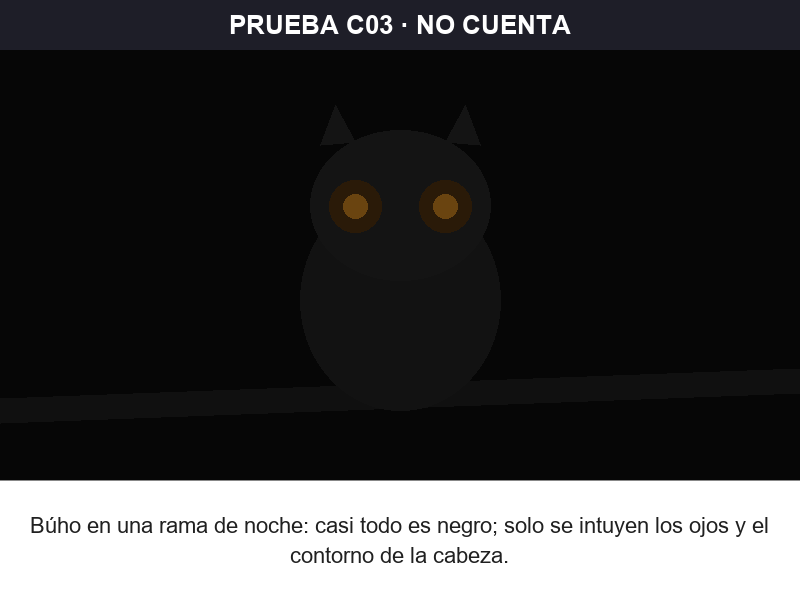 PRUEBA C03 · NO CUENTA
Búho en una rama de noche: casi todo es negro; solo se intuyen los ojos y el
contorno de la cabeza.